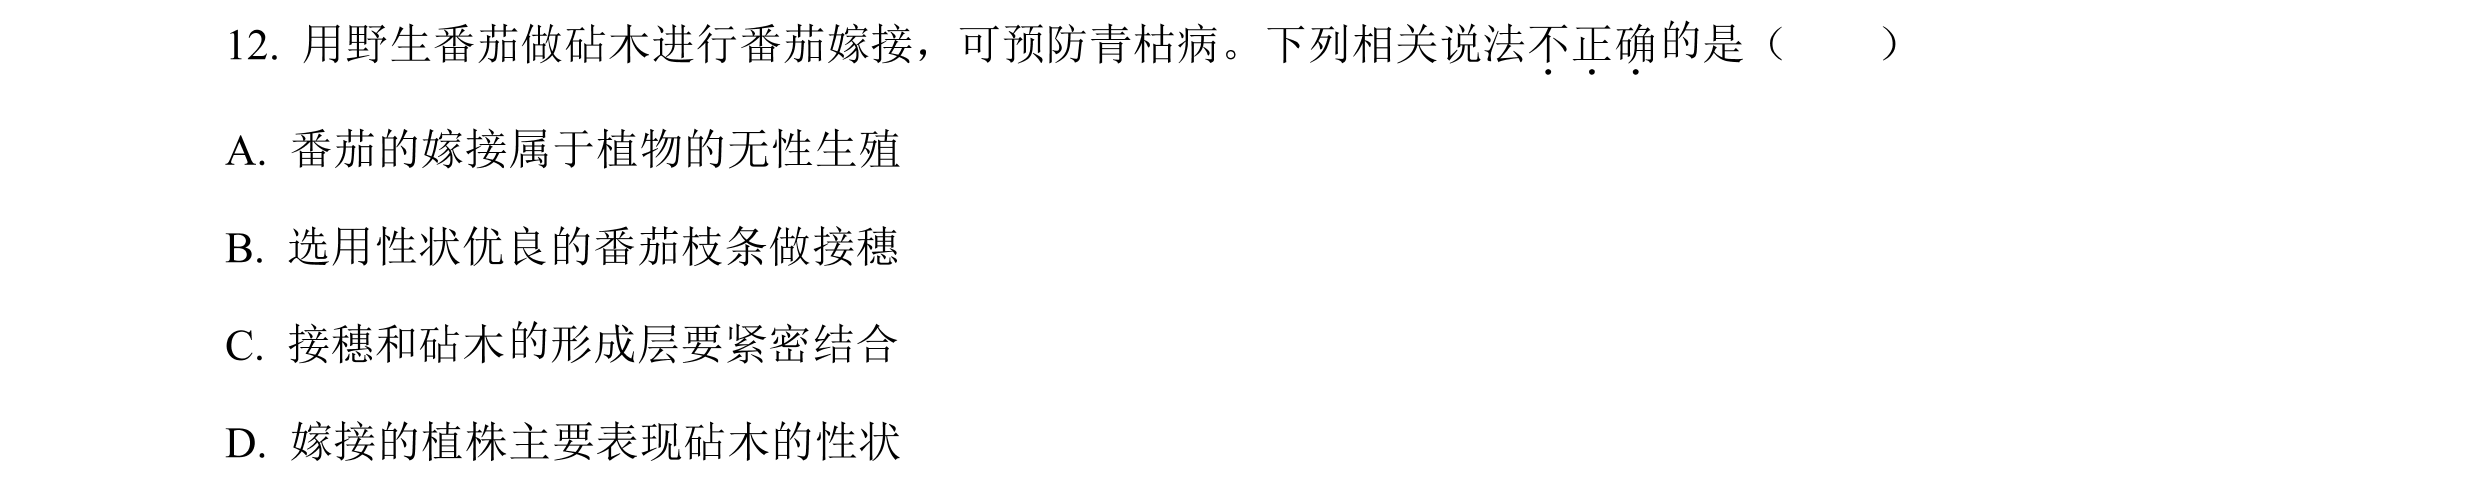 12. 用野生番茄做砧木进行番茄嫁接，可预防青枯病。下列相关说法不正确的是（　　）
A. 番茄的嫁接属于植物的无性生殖
B. 选用性状优良的番茄枝条做接穗
C. 接穗和砧木的形成层要紧密结合
D. 嫁接的植株主要表现砧木的性状